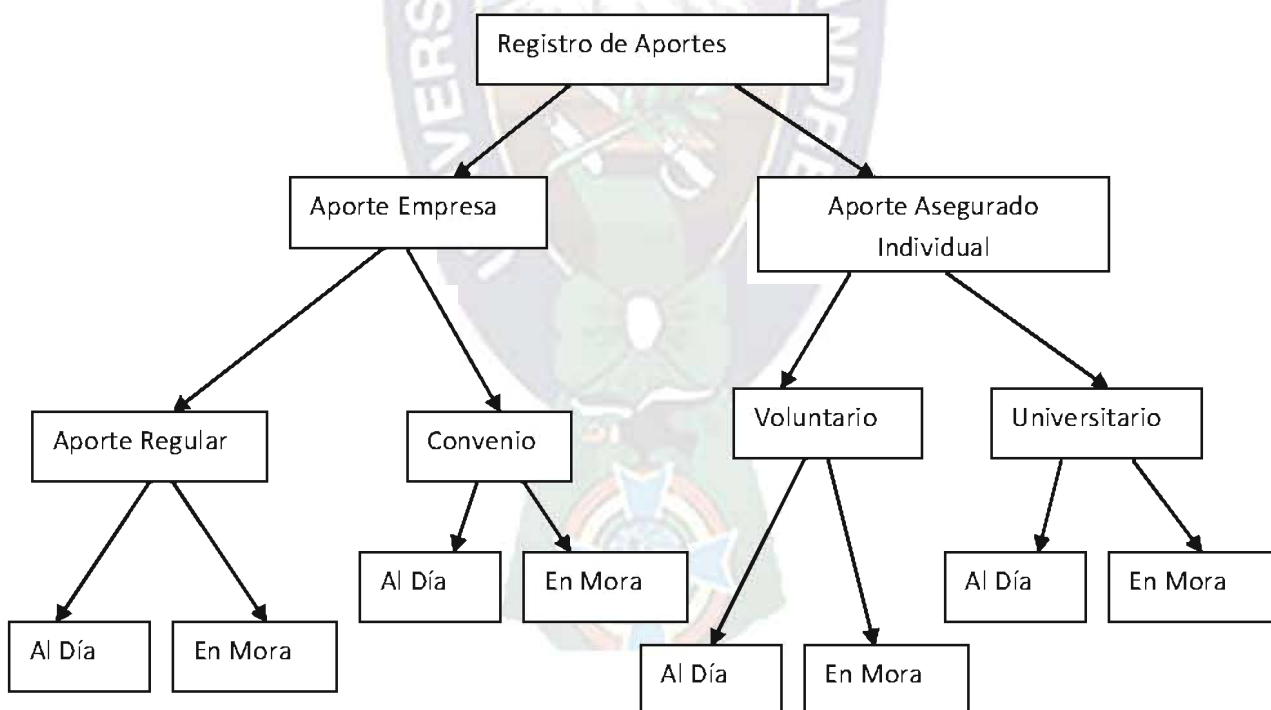 Registro de Aportes
Aporte Empresa
Aporte Asegurado
Individual
Aporte Regular
Convenio
Voluntario
Universitario
Al Día
En Mora
Al Día
En Mora
Al Día
En Mora
Al Día
En Mora